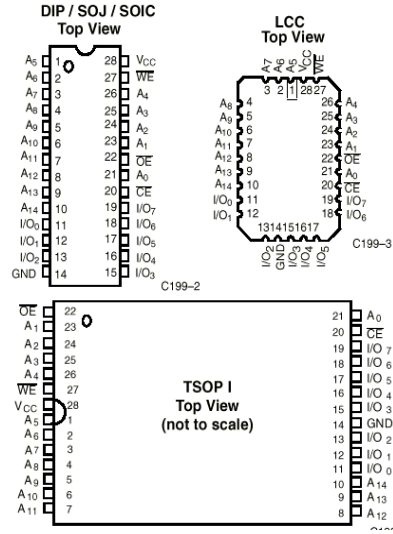 DIP / SOJ / SOIC
Top View
A5 1 28 VCC
A6 2 27 WE
A7 3 26 A4
A8 4 25 A3
A9 5 24 A2
A10 6 23 A1
A11 7 22 OE
A12 8 21 A0
A13 9 20 CE
A14 10 19 I/O7
I/O0 11 18 I/O6
I/O1 12 17 I/O5
I/O2 13 16 I/O4
GND 14 15 I/O3
C199–2
LCC
Top View
A7 A6 A5 VCC WE
3 2 1 28 27
A8 4 26 A4
A9 5 25 A3
A10 6 24 A2
A11 7 23 A1
A12 8 22 OE
A13 9 21 A0
A14 10 20 CE
I/O0 11 19 I/O7
I/O1 12 18 I/O6
13 14 15 16 17
I/O2 GND I/O3 I/O4 I/O5
C199–3
OE 22 21 A0
A1 23 20 CE
A2 24 19 I/O7
A3 25 18 I/O6
A4 26 17 I/O5
WE 27 16 I/O4
VCC 28 15 I/O3
A5 1 14 GND
A6 2 13 I/O2
A7 3 12 I/O1
A8 4 11 I/O0
A9 5 10 A14
A10 6 9 A13
A11 7 8 A12
TSOP I
Top View
(not to scale)